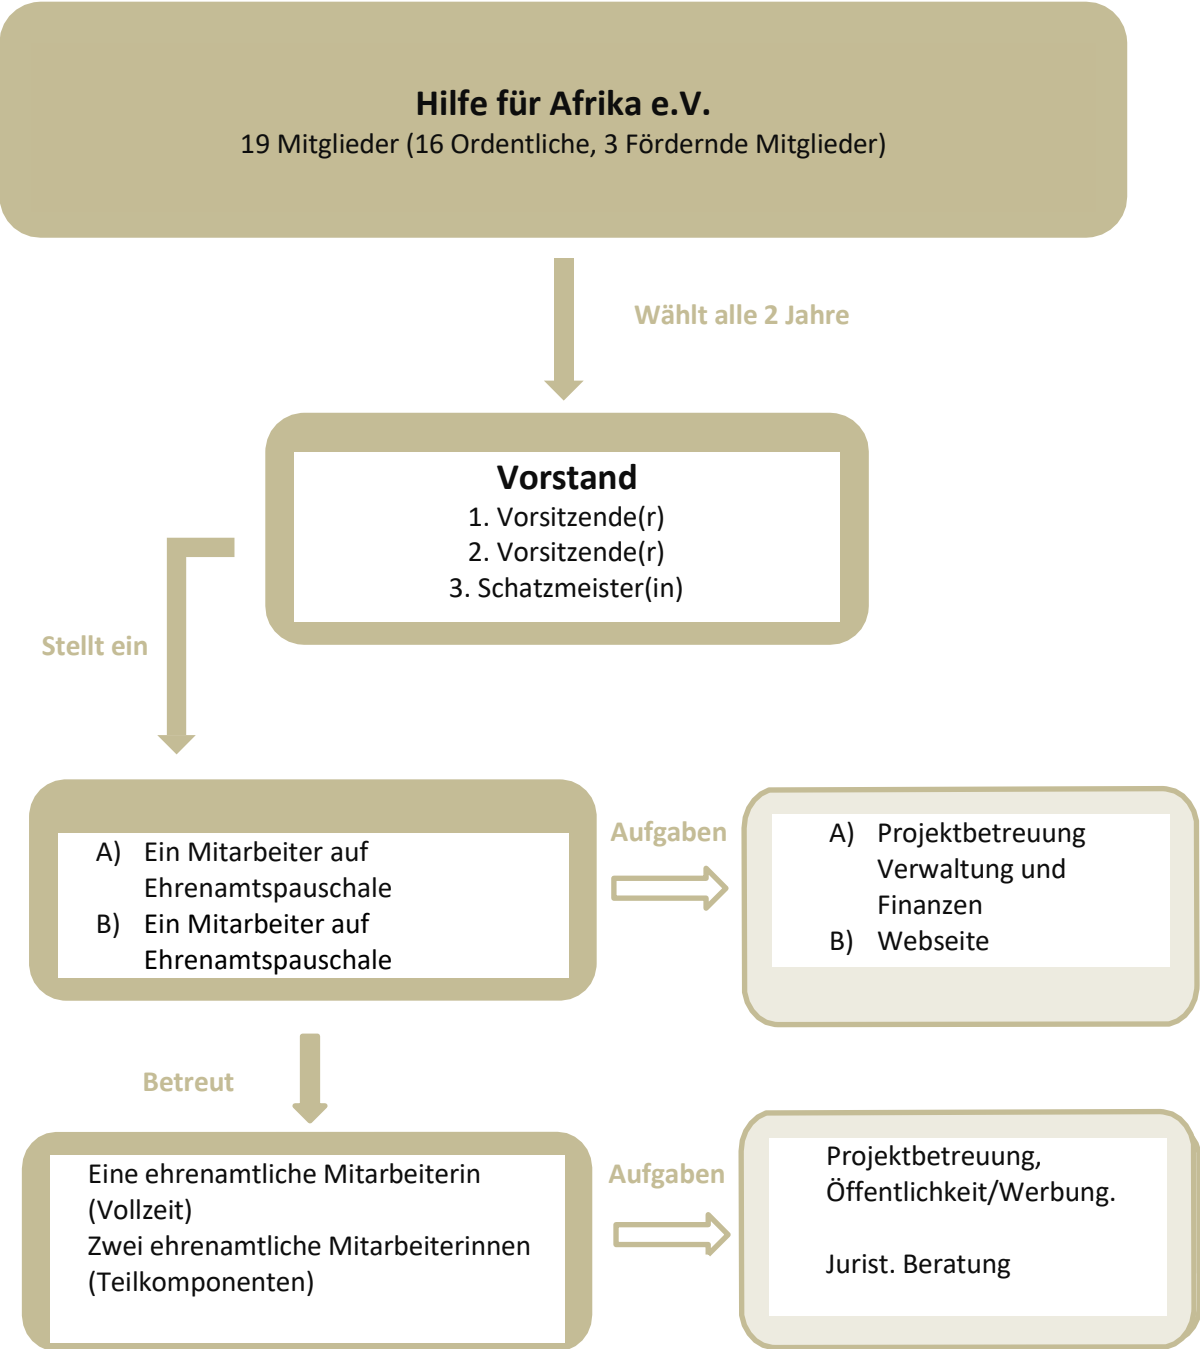 Hilfe für Afrika e.V.
19 Mitglieder (16 Ordentliche, 3 Fördernde Mitglieder)
Wählt alle 2 Jahre
Vorstand
1. Vorsitzende(r)
2. Vorsitzende(r)
3. Schatzmeister(in)
Stellt ein
A) Ein Mitarbeiter auf
Ehrenamtspauschale
B) Ein Mitarbeiter auf
Ehrenamtspauschale
Aufgaben
A) Projektbetreuung
Verwaltung und
Finanzen
B) Webseite
Betreut
Eine ehrenamtliche Mitarbeiterin
(Vollzeit)
Zwei ehrenamtliche Mitarbeiterinnen
(Teilkomponenten)
Aufgaben
Projektbetreuung,
Öffentlichkeit/Werbung.
Jurist. Beratung